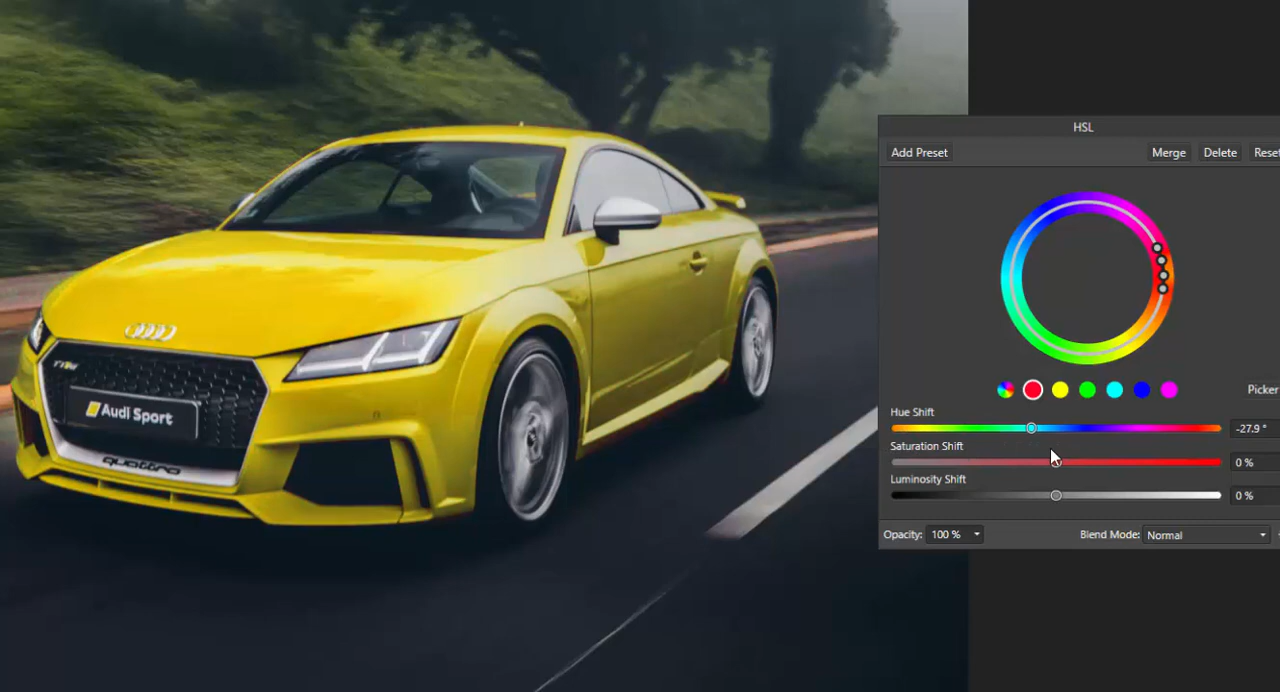 HSL
Add Preset Merge Delete Reset
Picker
Hue Shift
-27.9 °
Saturation Shift
0 %
Luminosity Shift
0 %
Opacity: 100 % Blend Mode: Normal
Audi Sport
quattro